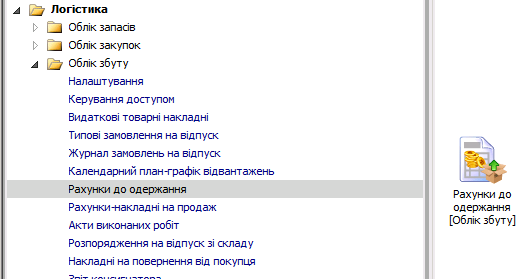 Логістика
Облік запасів
Облік закупок
Облік збуту
Налаштування
Керування доступом
Видаткові товарні накладні
Типові замовлення на відпуск
Журнал замовлень на відпуск
Календарний план-графік відвантажень
Рахунки до одержання
Рахунки-накладні на продаж
Акти виконаних робіт
Розпорядження на відпуск зі складу
Накладні на повернення від покупця
Звіт консигнатора
Рахунки до
одержання
[Облік збуту]